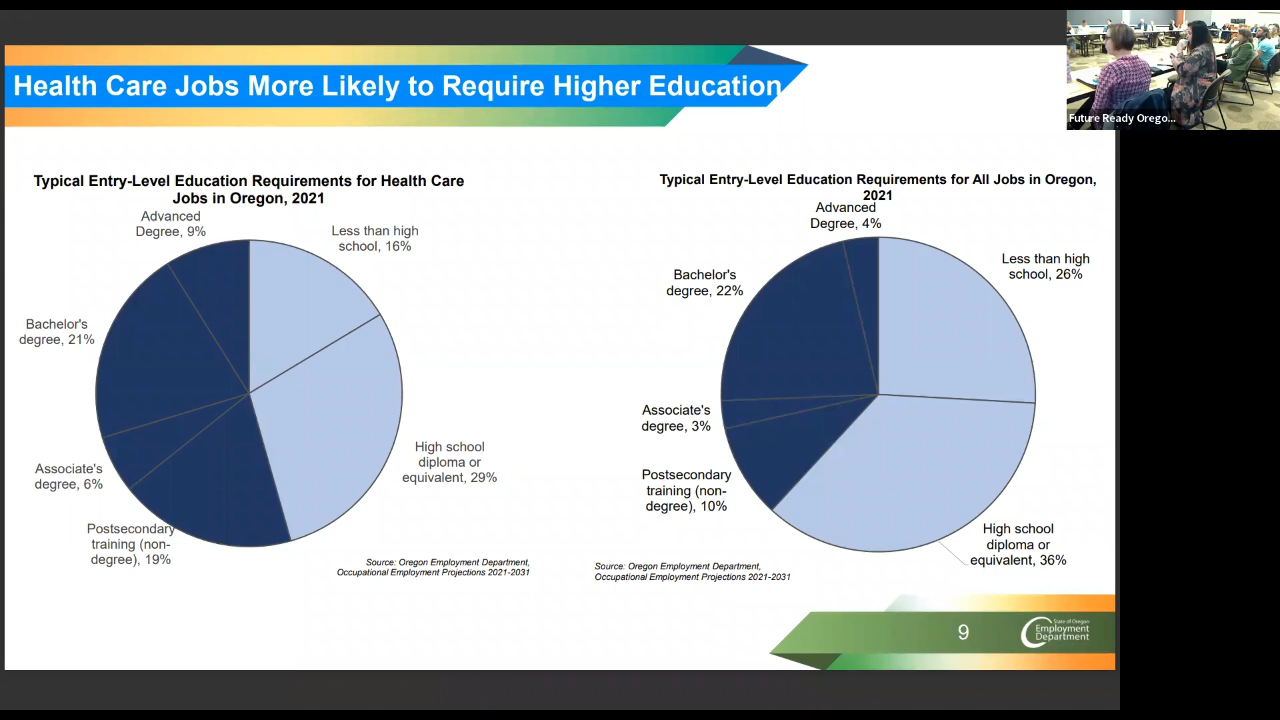 Health Care Jobs More Likely to Require Higher Education
Future Ready Orego...
Typical Entry-Level Education Requirements for Health Care
Jobs in Oregon, 2021
Advanced
Degree, 9%
Less than high
school, 16%
Bachelor's
degree, 21%
High school
diploma or
equivalent, 29%
Associate's
degree, 6%
Postsecondary
training (non-
degree), 19%
Source: Oregon Employment Department,
Occupational Employment Projections 2021-2031
Typical Entry-Level Education Requirements for All Jobs in Oregon,
2021
Advanced
Degree, 4%
Less than high
school, 26%
Bachelor's
degree, 22%
Associate's
degree, 3%
Postsecondary
training (non-
degree), 10%
High school
diploma or
equivalent, 36%
Source: Oregon Employment Department,
Occupational Employment Projections 2021-2031
9
State of Oregon
Employment
Department